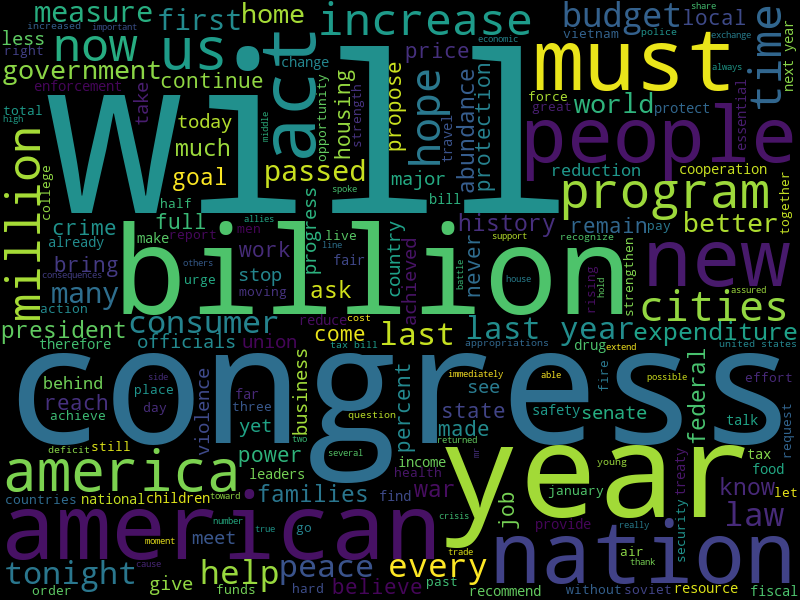 measure first home increase budget local
increased important change price share police economic vietnam exchange next year
less right now us act hope must time
government continue propose travel abundance protection force great always essential
enforcement take strength opportunity housing middle world protect
total high today much passed major people
million college goal will reduction cooperation
half spoke bill program better together
crime full allies progress live history remain pay
already make report men line country support recognize
bring others work stop fair never new
many consequences moving urge achieved billion rising hold strengthen assured
action president consumer ask reduce battle house cities
therefore officials union come cost last last year expenditure
tax bill appropriations drug extend united states
behind side place far business percent immediately able see fire possible effort
reach day three congress state safety senate federal talk request
achieve violence yet question made
deficit still power two several returned mr young tax
america leaders income health war year job january know food let
countries national children toward families find treaty
american number true go crisis provide security law
tonight meet moment peace every past trade nation really air
order give cause help funds hard believe recommend thank without soviet resource fiscal